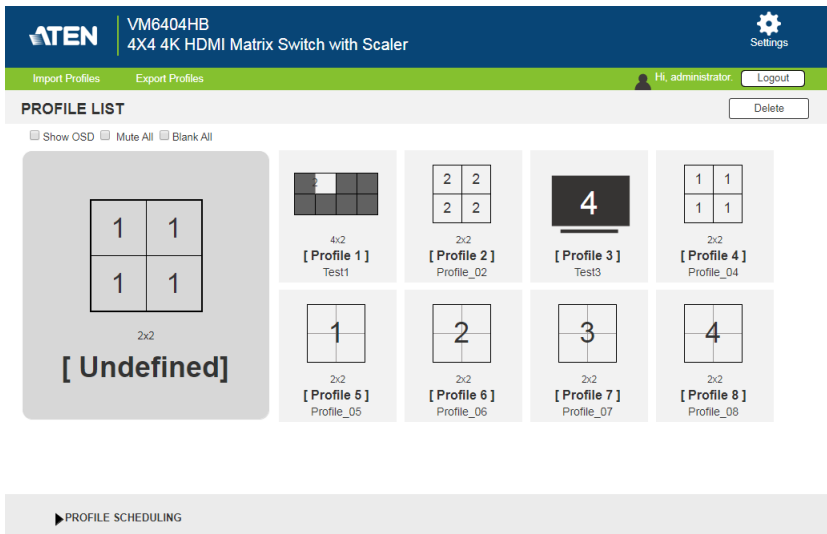 ATEN
VM6404HB
4X4 4K HDMI Matrix Switch with Scaler
Settings
Import Profiles Export Profiles Hi, administrator. Logout
PROFILE LIST Delete
Show OSD Mute All Blank All
1 1
1 1
2x2
[ Undefined]
2
4x2
[ Profile 1 ]
Test1
2 2
2 2
2x2
[ Profile 2 ]
Profile_02
4
[ Profile 3 ]
Test3
1 1
1 1
2x2
[ Profile 4 ]
Profile_04
1
2x2
[ Profile 5 ]
Profile_05
2
2x2
[ Profile 6 ]
Profile_06
3
2x2
[ Profile 7 ]
Profile_07
4
2x2
[ Profile 8 ]
Profile_08
PROFILE SCHEDULING